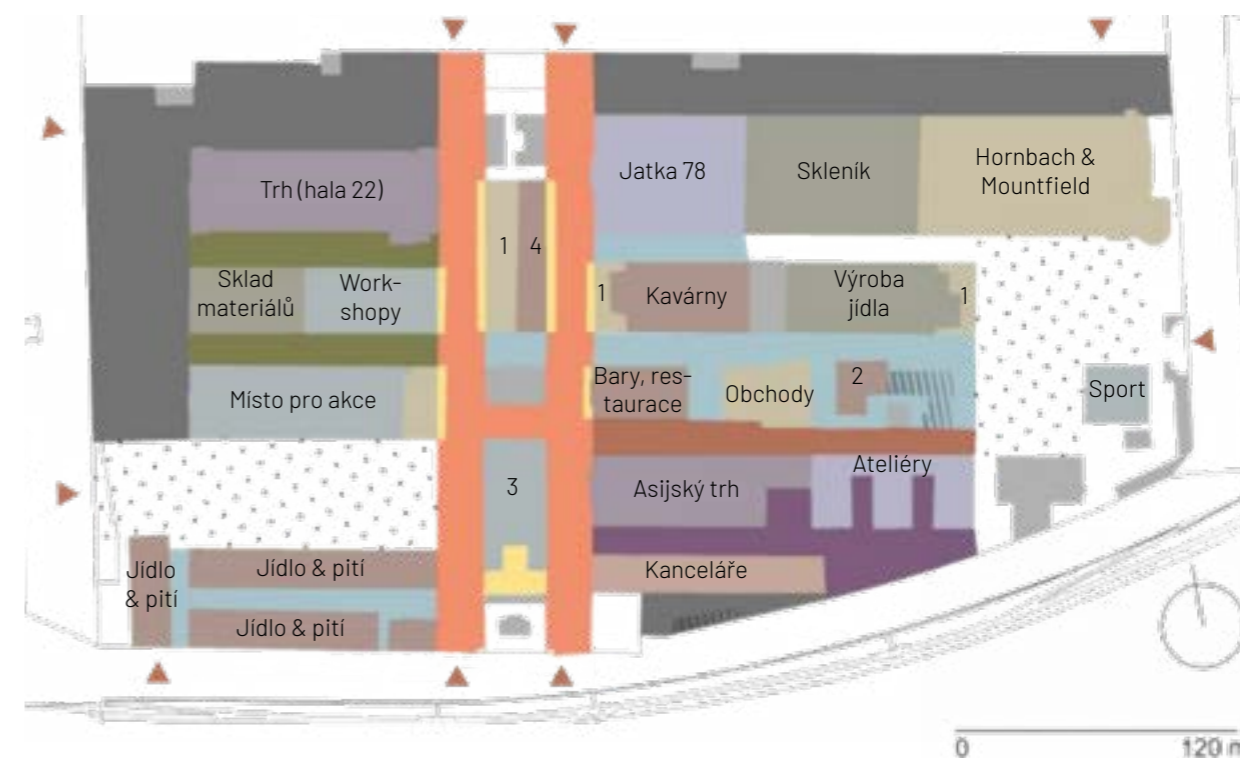 Trh (hala 22)
Jatka 78
Skleník
Hornbach &
Mountfield
1
4
Sklad
materiálů
Work-
shopy
1
Kavárny
Výroba
jídla
1
Místo pro akce
Bary, res-
taurace
Obchody
2
Sport
3
Asijský trh
Ateliéry
Jídlo
& pití
Jídlo & pití
Kanceláře
Jídlo & pití
0
120 m